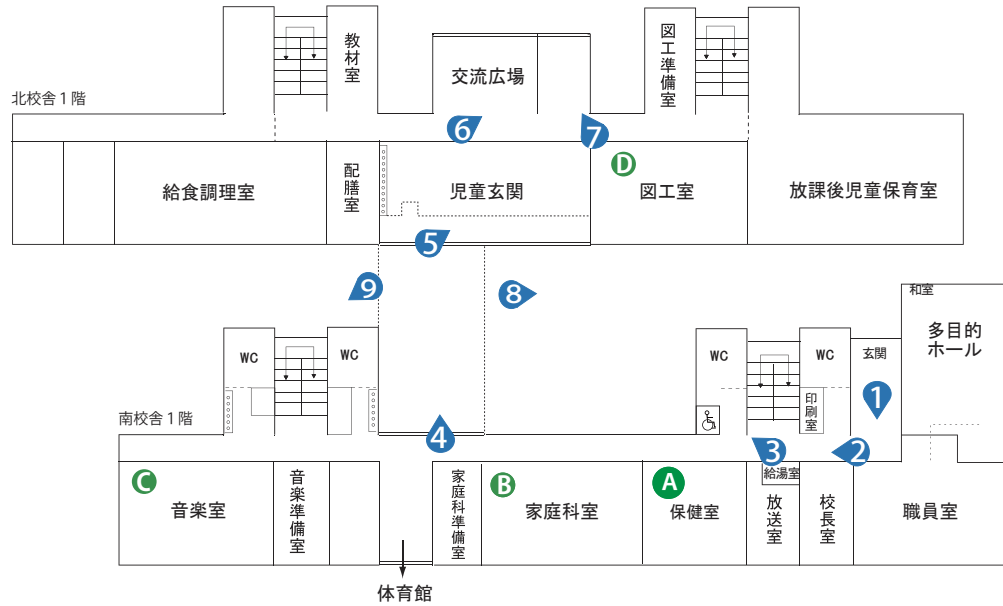 教材室
図工準備室
交流広場
北校舎1階
6
7
D
給食調理室
配膳室
児童玄関
図工室
放課後児童保育室
5
9
8
和室
多目的
ホール
WC
WC
WC
WC
玄関
印刷室
1
南校舎1階
4
3
2
給湯室
C
音楽室
音楽準備室
家庭科準備室
B
家庭科室
A
保健室
放送室
校長室
職員室
体育館